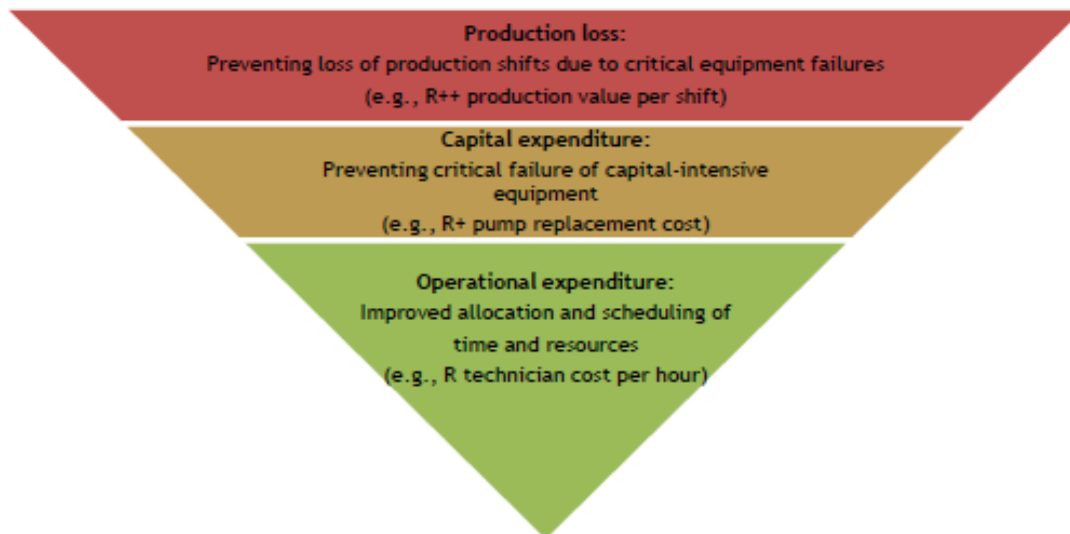 Production loss:
Preventing loss of production shifts due to critical equipment failures
(e.g., R++ production value per shift)
Capital expenditure:
Preventing critical failure of capital-intensive
equipment
(e.g., R+ pump replacement cost)
Operational expenditure:
Improved allocation and scheduling of
time and resources
(e.g., R technician cost per hour)